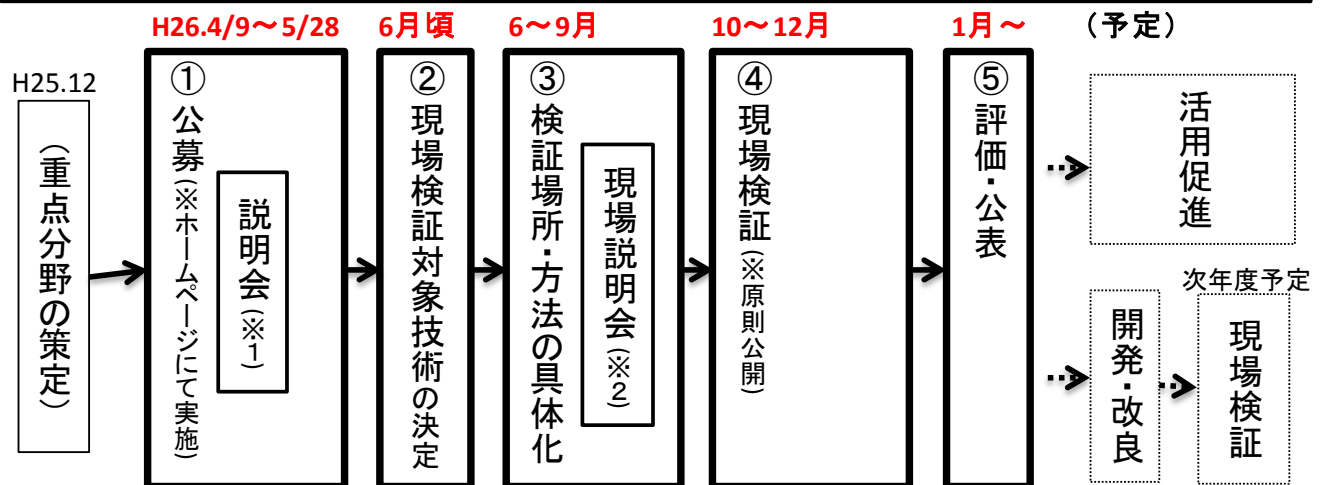 H26.4/9～5/28
6月頃
6～9月
10～12月
1月～
（予定）
H25.12
（重点分野の策定）
①公募（※ホームページにて実施）
説明会（※1）
②現場検証対象技術の決定
③検証場所・方法の具体化
現場説明会（※2）
④現場検証（※原則公開）
⑤評価・公表
活用促進
次年度予定
開発・改良
現場検証